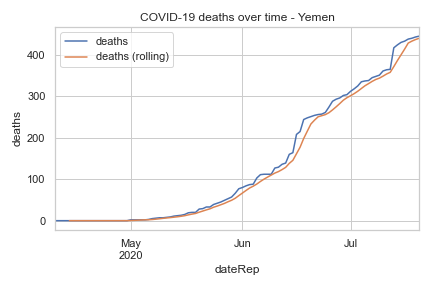 COVID-19 deaths over time - Yemen
deaths
deaths (rolling)
400
300
200
100
0
deaths
May
2020
Jun
Jul
dateRep